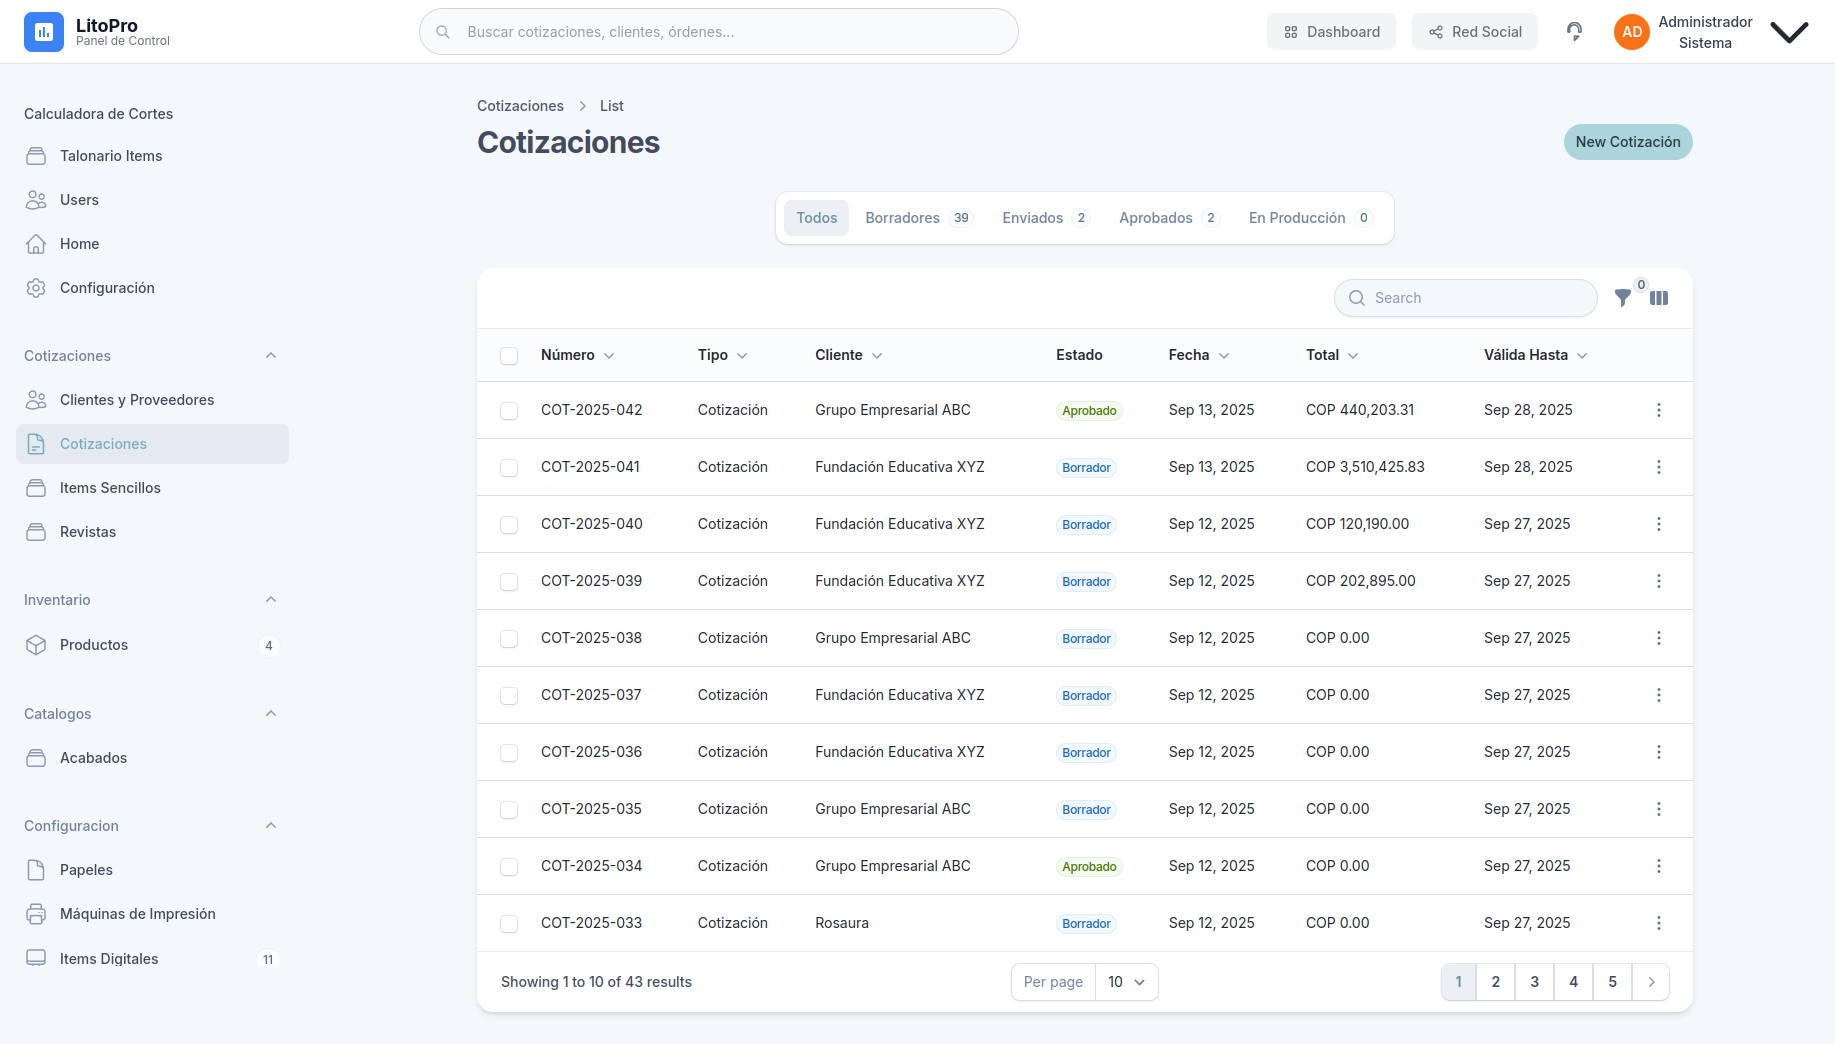 LitoPro
Panel de Control
Buscar cotizaciones, clientes, órdenes...
Dashboard
Red Social
AD
Administrador
Sistema
Calculadora de Cortes
Talonario Items
Users
Home
Configuración
Cotizaciones
Clientes y Proveedores
Cotizaciones
Items Sencillos
Revistas
Inventario
Productos 4
Catalogos
Acabados
Configuracion
Papeles
Máquinas de Impresión
Items Digitales 11
Cotizaciones > List
Cotizaciones
New Cotización
Todos Borradores 39 Enviados 2 Aprobados 2 En Producción 0
Search 0
Número Tipo Cliente Estado Fecha Total Válida Hasta
COT-2025-042 Cotización Grupo Empresarial ABC Aprobado Sep 13, 2025 COP 440,203.31 Sep 28, 2025
COT-2025-041 Cotización Fundación Educativa XYZ Borrador Sep 13, 2025 COP 3,510,425.83 Sep 28, 2025
COT-2025-040 Cotización Fundación Educativa XYZ Borrador Sep 12, 2025 COP 120,190.00 Sep 27, 2025
COT-2025-039 Cotización Fundación Educativa XYZ Borrador Sep 12, 2025 COP 202,895.00 Sep 27, 2025
COT-2025-038 Cotización Grupo Empresarial ABC Borrador Sep 12, 2025 COP 0.00 Sep 27, 2025
COT-2025-037 Cotización Fundación Educativa XYZ Borrador Sep 12, 2025 COP 0.00 Sep 27, 2025
COT-2025-036 Cotización Fundación Educativa XYZ Borrador Sep 12, 2025 COP 0.00 Sep 27, 2025
COT-2025-035 Cotización Grupo Empresarial ABC Borrador Sep 12, 2025 COP 0.00 Sep 27, 2025
COT-2025-034 Cotización Grupo Empresarial ABC Aprobado Sep 12, 2025 COP 0.00 Sep 27, 2025
COT-2025-033 Cotización Rosaura Borrador Sep 12, 2025 COP 0.00 Sep 27, 2025
Showing 1 to 10 of 43 results Per page 10 1 2 3 4 5